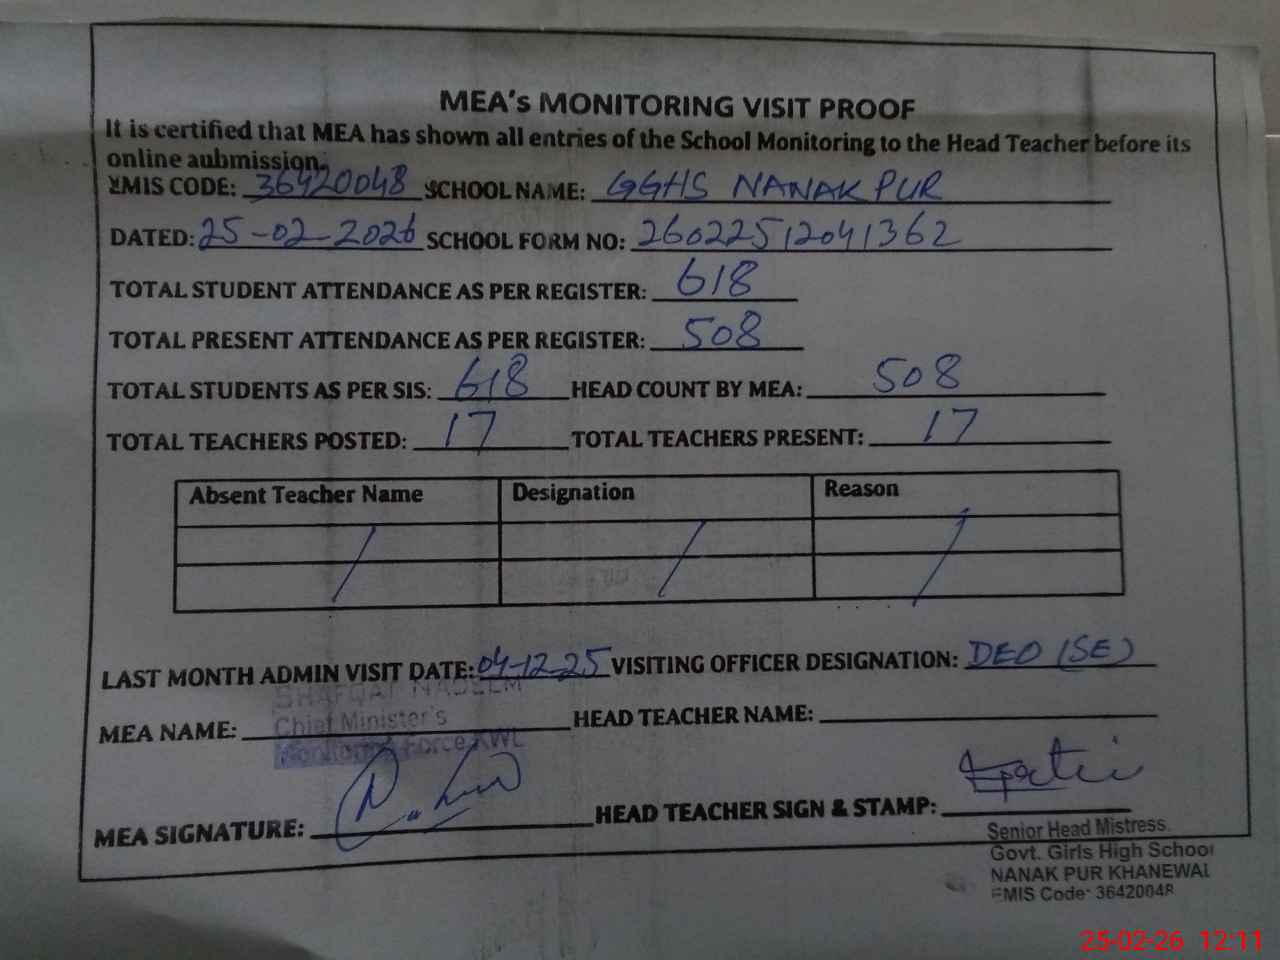 MEA's MONITORING VISIT PROOF
It is certified that MEA has shown all entries of the School Monitoring to the Head Teacher before its
online aubmission.
YMIS CODE: 36420048 SCHOOL NAME: GGHS NANAK PUR
DATED: 25-02-2026 SCHOOL FORM NO: 26022512041362
TOTAL STUDENT ATTENDANCE AS PER REGISTER: 618
TOTAL PRESENT ATTENDANCE AS PER REGISTER: 508
TOTAL STUDENTS AS PER SIS: 618 HEAD COUNT BY MEA: 508
TOTAL TEACHERS POSTED: 17 TOTAL TEACHERS PRESENT: 17
Absent Teacher Name Designation Reason
LAST MONTH ADMIN VISIT DATE: 04-12-25 VISITING OFFICER DESIGNATION: DEO (SE)
SHAFQAT NADEEM
MEA NAME: Chief Minister's HEAD TEACHER NAME:
Monitoring Force KWL
MEA SIGNATURE: HEAD TEACHER SIGN & STAMP:
Senior Head Mistress
Govt. Girls High School
NANAK PUR KHANEWAL
EMIS Code: 36420048
25-02-26 12:11